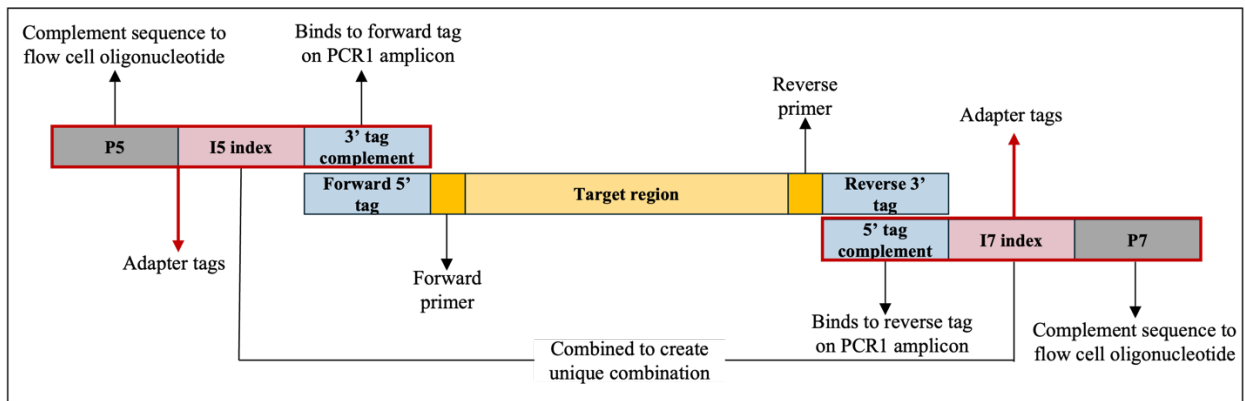 Complement sequence to
flow cell oligonucleotide
Binds to forward tag
on PCR1 amplicon
Reverse
primer
Adapter tags
P5
I5 index
3’ tag
complement
Forward 5’
tag
Target region
Reverse 3’
tag
5’ tag
complement
I7 index
P7
Adapter tags
Forward
primer
Binds to reverse tag
on PCR1 amplicon
Complement sequence to
flow cell oligonucleotide
Combined to create
unique combination